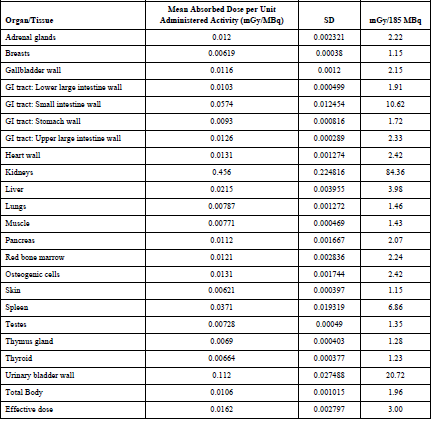 Organ/Tissue Mean Absorbed Dose per Unit Administered Activity (mGy/MBq) SD mGy/185 MBq
Adrenal glands 0.012 0.002321 2.22
Breasts 0.00619 0.00038 1.15
Gallbladder wall 0.0116 0.0012 2.15
GI tract: Lower large intestine wall 0.0103 0.000499 1.91
GI tract: Small intestine wall 0.0574 0.012454 10.62
GI tract: Stomach wall 0.0093 0.000816 1.72
GI tract: Upper large intestine wall 0.0126 0.000289 2.33
Heart wall 0.0131 0.001274 2.42
Kidneys 0.456 0.224816 84.36
Liver 0.0215 0.003955 3.98
Lungs 0.00787 0.001272 1.46
Muscle 0.00771 0.000469 1.43
Pancreas 0.0112 0.001667 2.07
Red bone marrow 0.0121 0.002836 2.24
Osteogenic cells 0.0131 0.001744 2.42
Skin 0.00621 0.000397 1.15
Spleen 0.0371 0.019319 6.86
Testes 0.00728 0.00049 1.35
Thymus gland 0.0069 0.000403 1.28
Thyroid 0.00664 0.000377 1.23
Urinary bladder wall 0.112 0.027488 20.72
Total Body 0.0106 0.001015 1.96
Effective dose 0.0162 0.002797 3.00